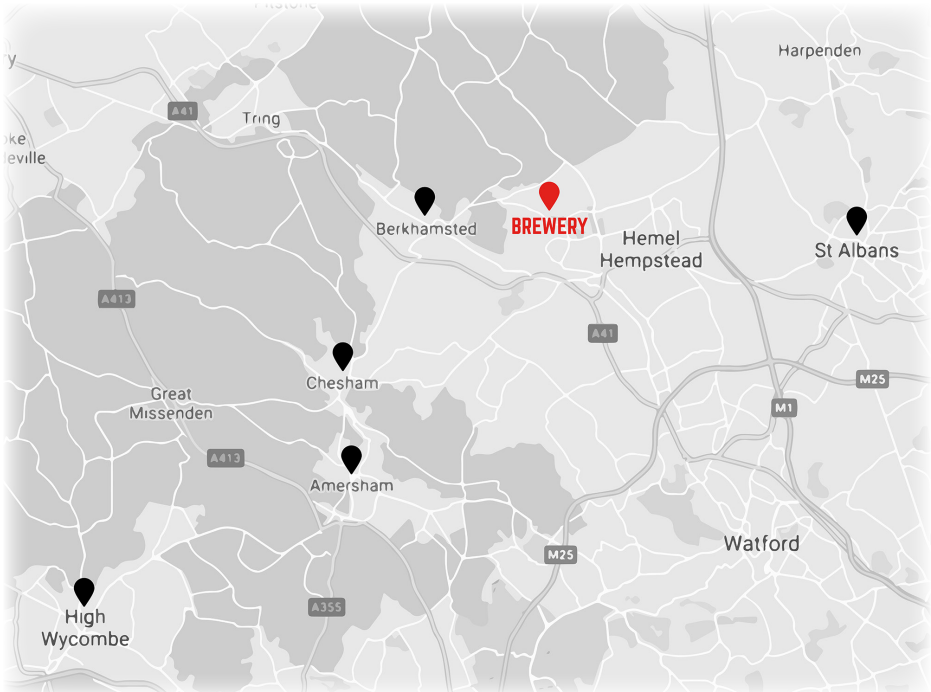 Pitstone
Harpenden
A41
Tring
Berkhamsted
BREWERY
Hemel
Hempstead
St Albans
A413
A41
Chesham
M25
Great
Missenden
M1
A413
Amersham
Watford
M25
A355
High
Wycombe